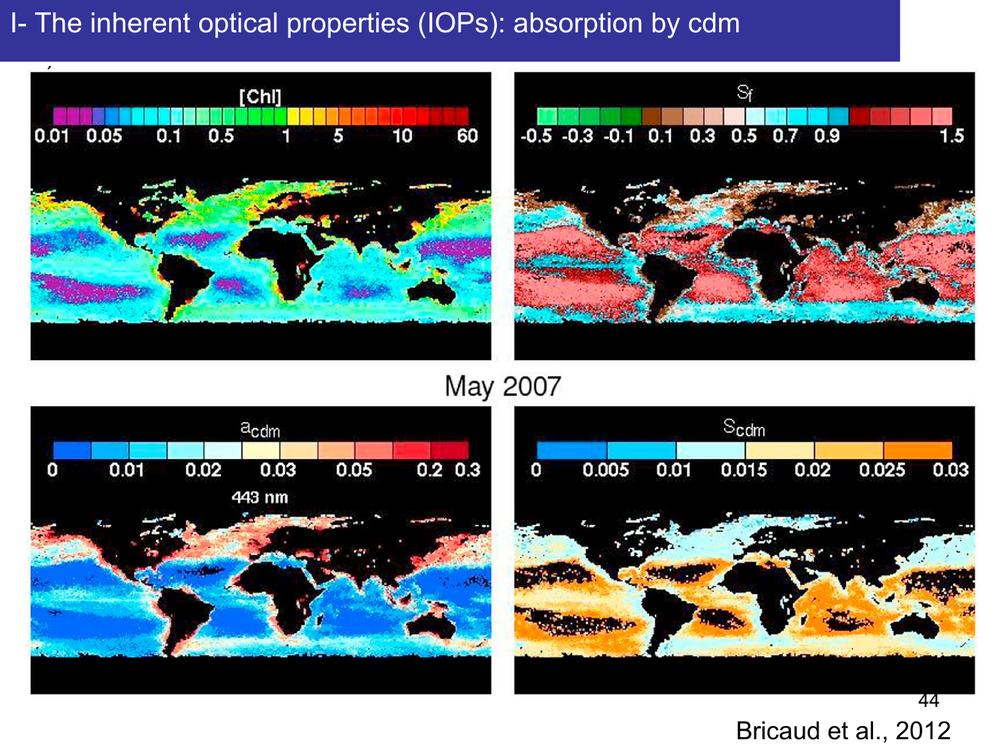 I- The inherent optical properties (IOPs): absorption by cdm
[Chl]
0.01 0.05 0.1 0.5 1 5 10 60
Sf
-0.5 -0.3 -0.1 0.1 0.3 0.5 0.7 0.9 1.5
May 2007
acdm
0 0.01 0.02 0.03 0.05 0.2 0.3
443 nm
Scdm
0 0.005 0.01 0.015 0.02 0.025 0.03
44
Bricaud et al., 2012